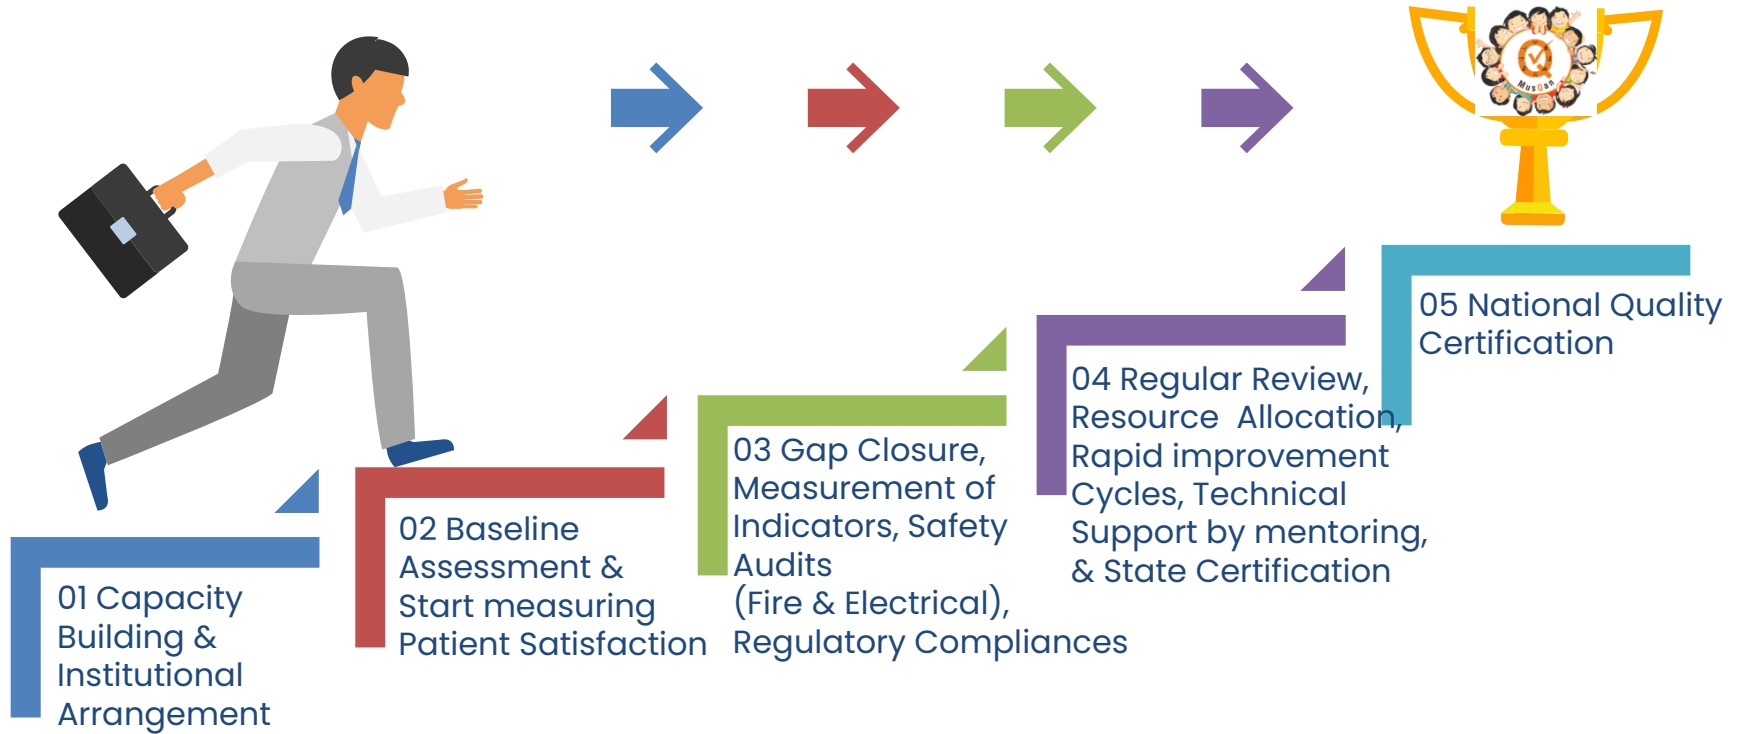 MusQan
01 Capacity
Building &
Institutional
Arrangement
02 Baseline
Assessment &
Start measuring
Patient Satisfaction
03 Gap Closure,
Measurement of
Indicators, Safety
Audits
(Fire & Electrical),
Regulatory Compliances
04 Regular Review,
Resource  Allocation,
Rapid improvement
Cycles, Technical
Support by mentoring,
& State Certification
05 National Quality
Certification